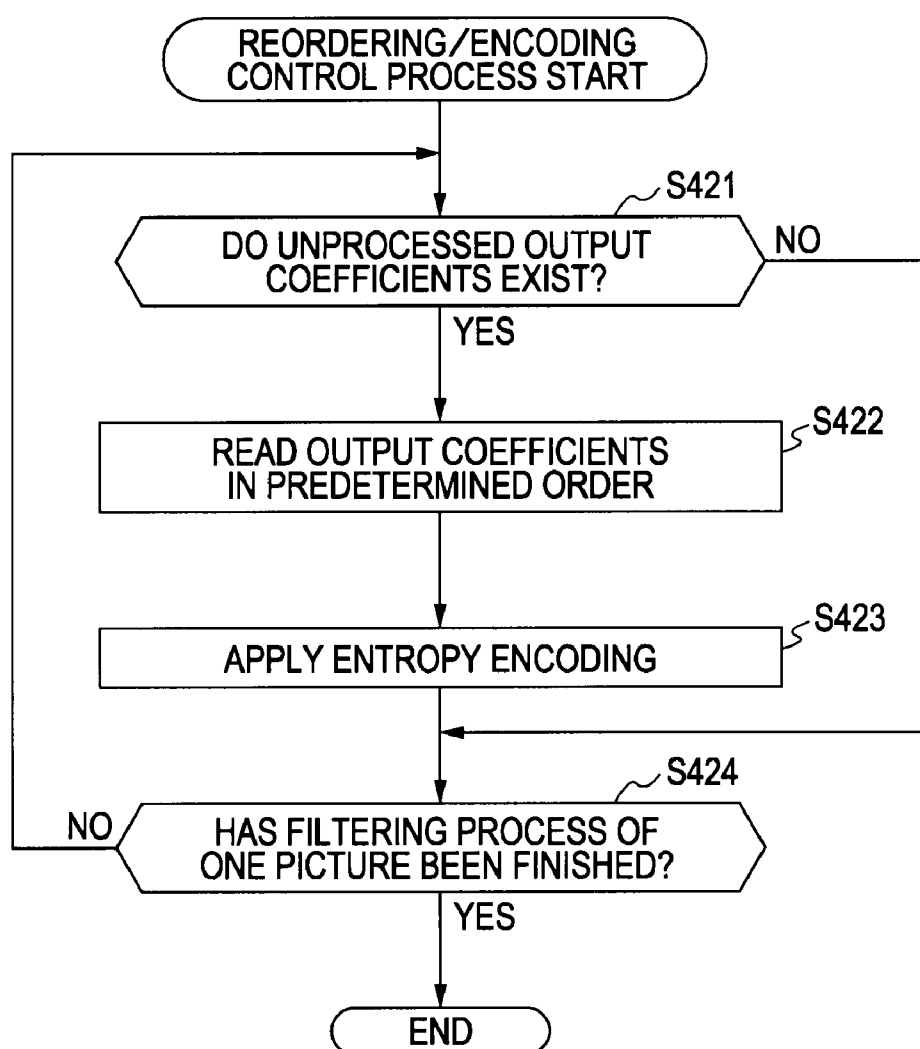 REORDERING/ENCODING
CONTROL PROCESS START
S421
DO UNPROCESSED OUTPUT
COEFFICIENTS EXIST?
NO
YES
S422
READ OUTPUT COEFFICIENTS
IN PREDETERMINED ORDER
S423
APPLY ENTROPY ENCODING
S424
NO
HAS FILTERING PROCESS OF
ONE PICTURE BEEN FINISHED?
YES
END